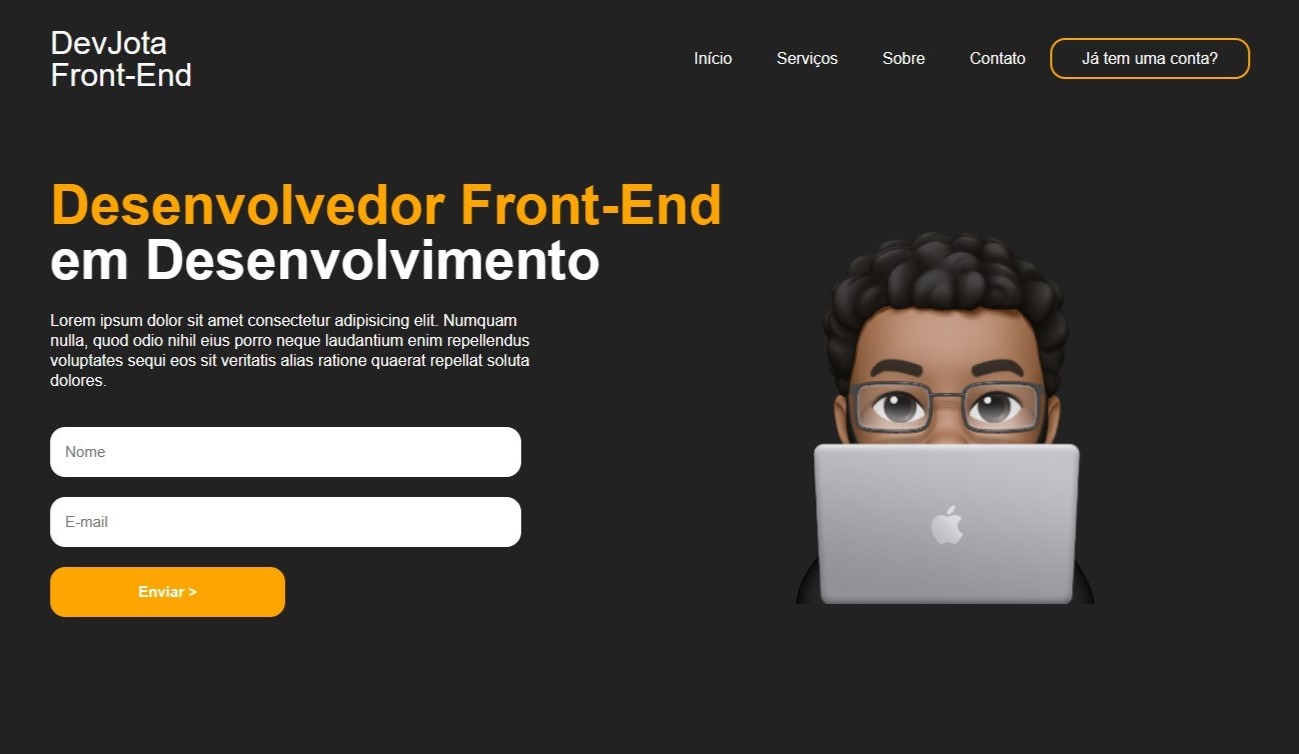 DevJota
Front-End
Início
Serviços
Sobre
Contato
Já tem uma conta?
Desenvolvedor Front-End
em Desenvolvimento
Lorem ipsum dolor sit amet consectetur adipisicing elit. Numquam
nulla, quod odio nihil eius porro neque laudantium enim repellendus
voluptates sequi eos sit veritatis alias ratione quaerat repellat soluta
dolores.
Nome
E-mail
Enviar >